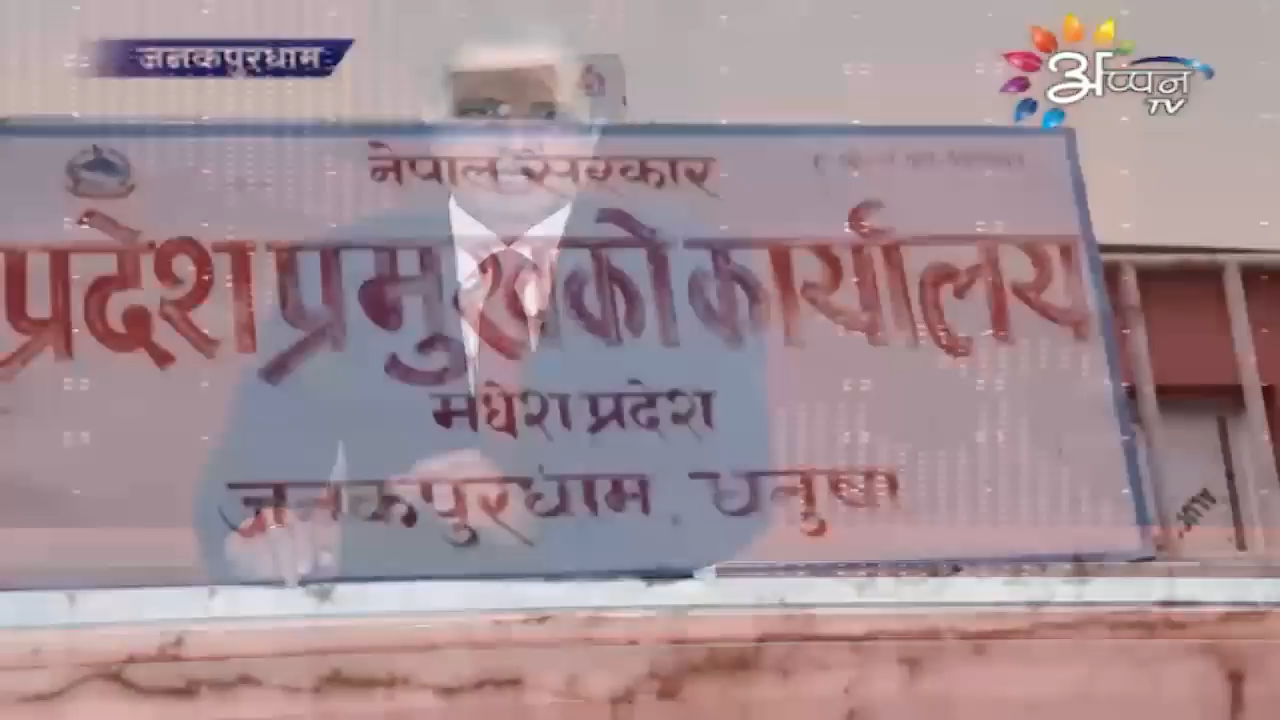 जनकपुरधाम
अप्पन
TV
नेपाल सरकार
प्रदेश प्रमुखको कार्यालय
मधेश प्रदेश
जनकपुरधाम, धनुषा